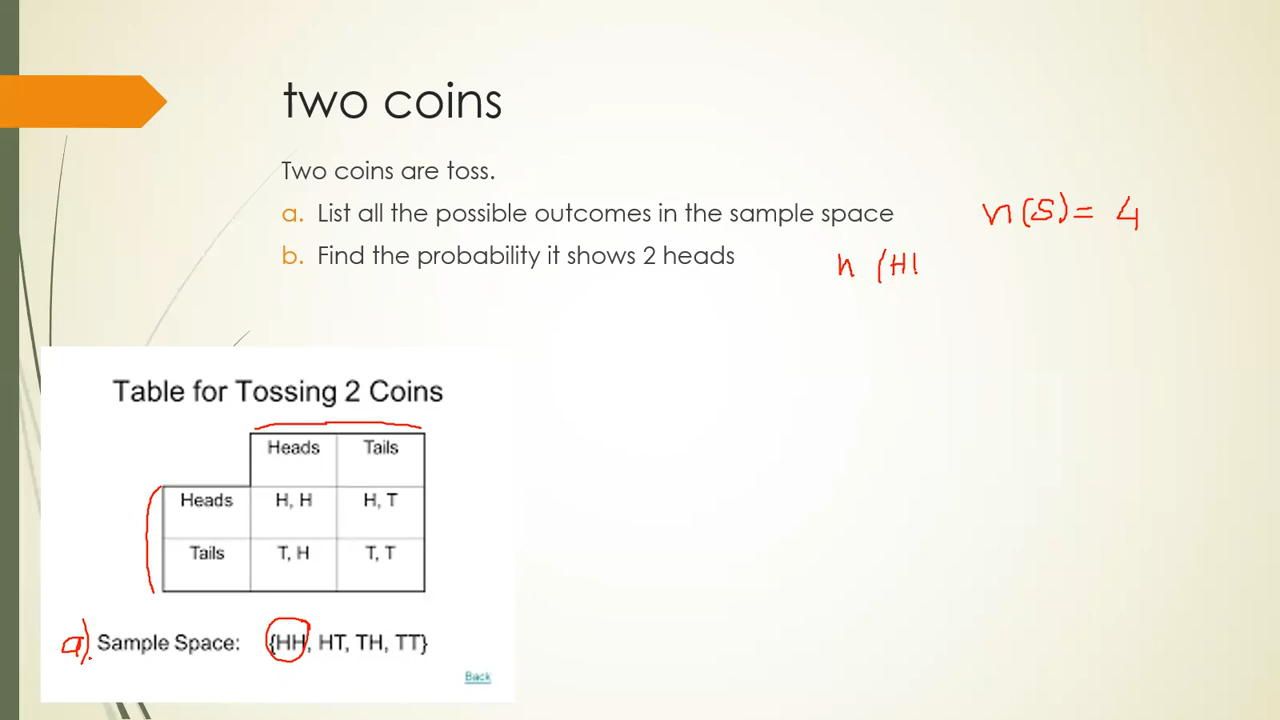 two coins
Two coins are toss.
a. List all the possible outcomes in the sample space
n(S) = 4
b. Find the probability it shows 2 heads
n (H
Table for Tossing 2 Coins
Heads Tails
Heads H, H H, T
Tails T, H T, T
a). Sample Space: {HH, HT, TH, TT}
Back